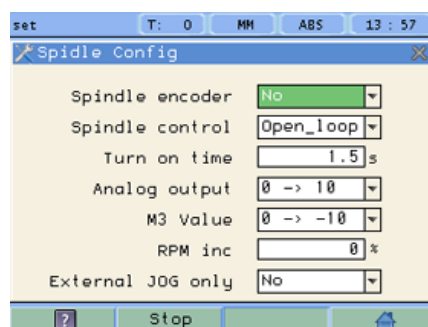 set T: 0 MM ABS 13 : 57
Spidle Config
Spindle encoder No
Spindle control Open_loop
Turn on time 1.5 s
Analog output 0 -> 10
M3 Value 0 -> -10
RPM inc 0 %
External JOG only No
? Stop